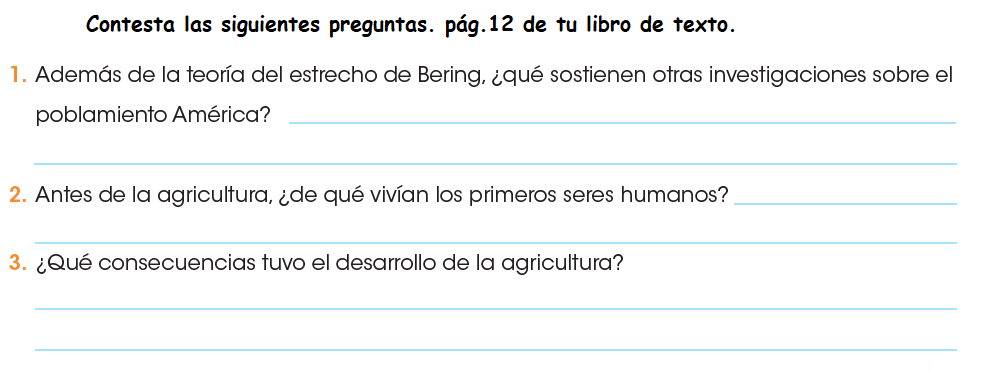 Contesta las siguientes preguntas. pág.12 de tu libro de texto.
1. Además de la teoría del estrecho de Bering, ¿qué sostienen otras investigaciones sobre el
poblamiento América?
2. Antes de la agricultura, ¿de qué vivían los primeros seres humanos?
3. ¿Qué consecuencias tuvo el desarrollo de la agricultura?